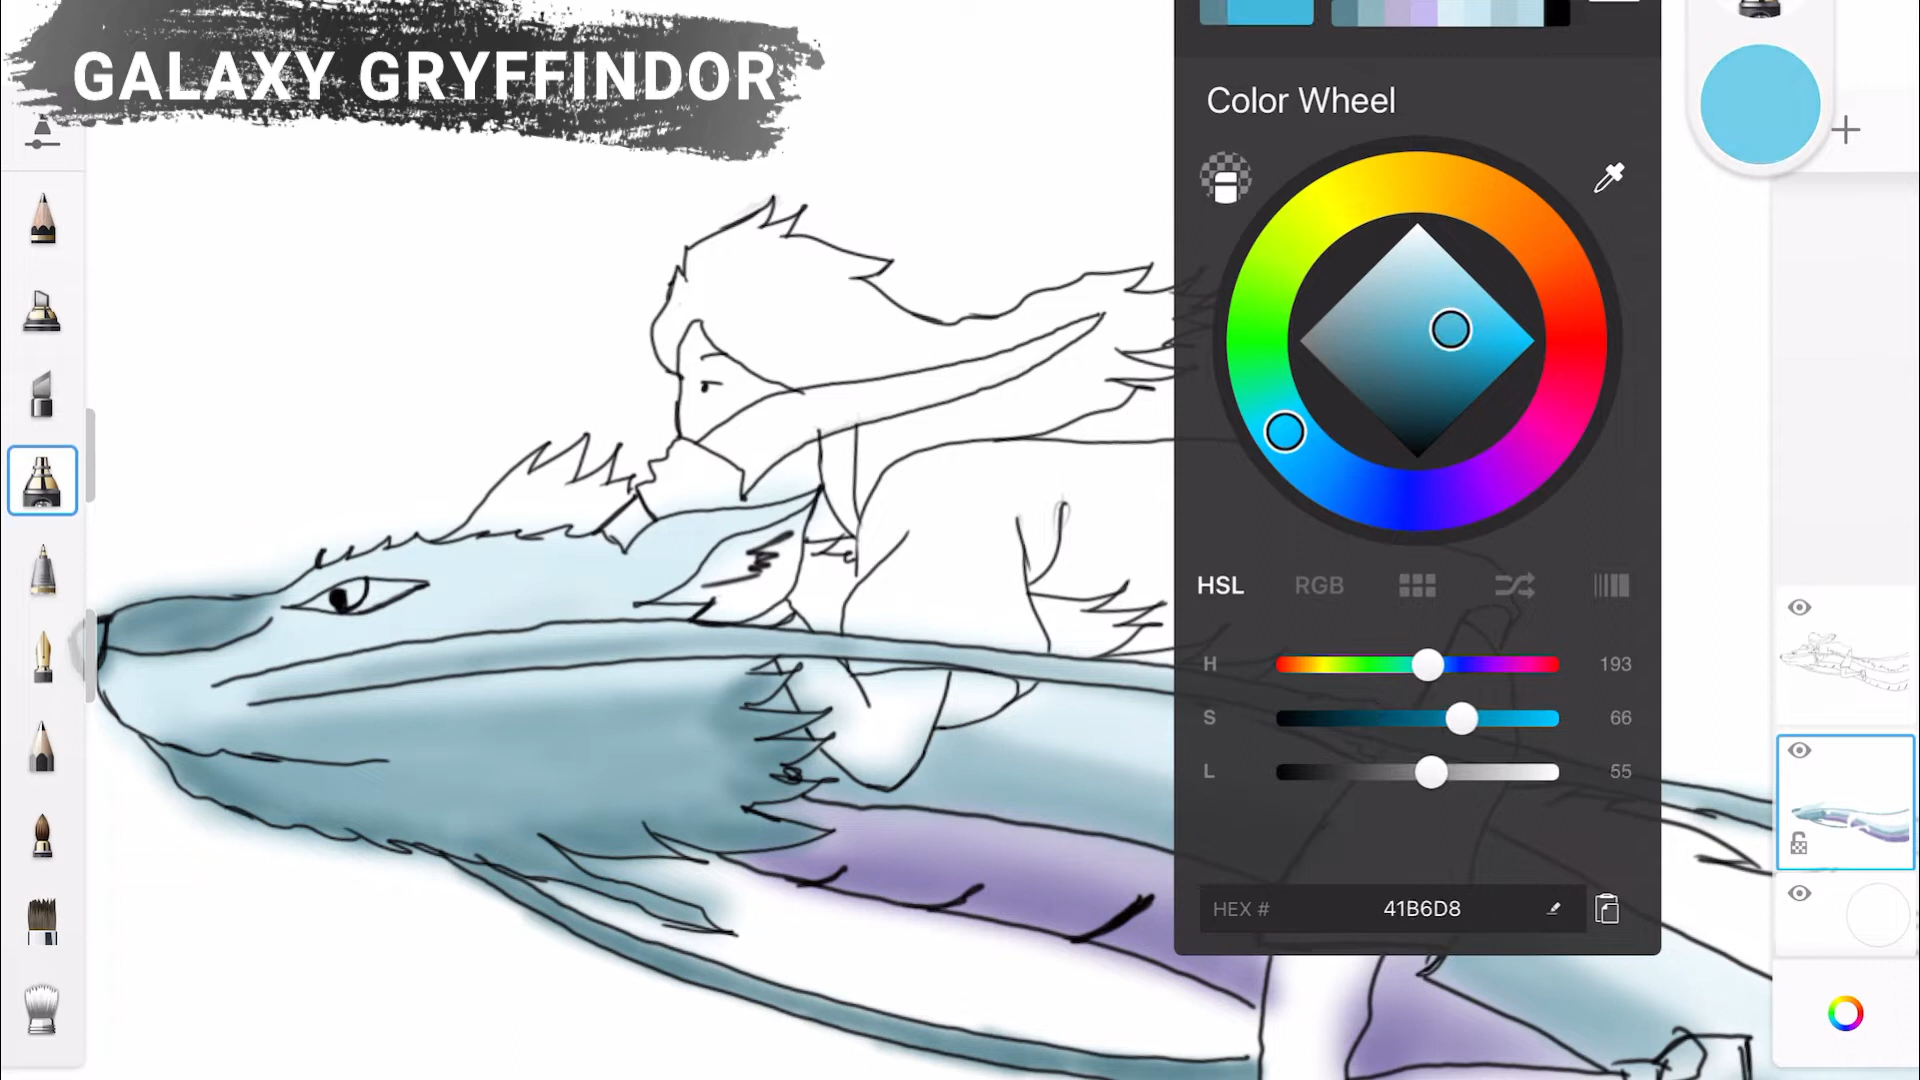 GALAXY GRYFFINDOR
Color Wheel
HSL RGB
H 193
S 66
L 55
HEX # 41B6D8